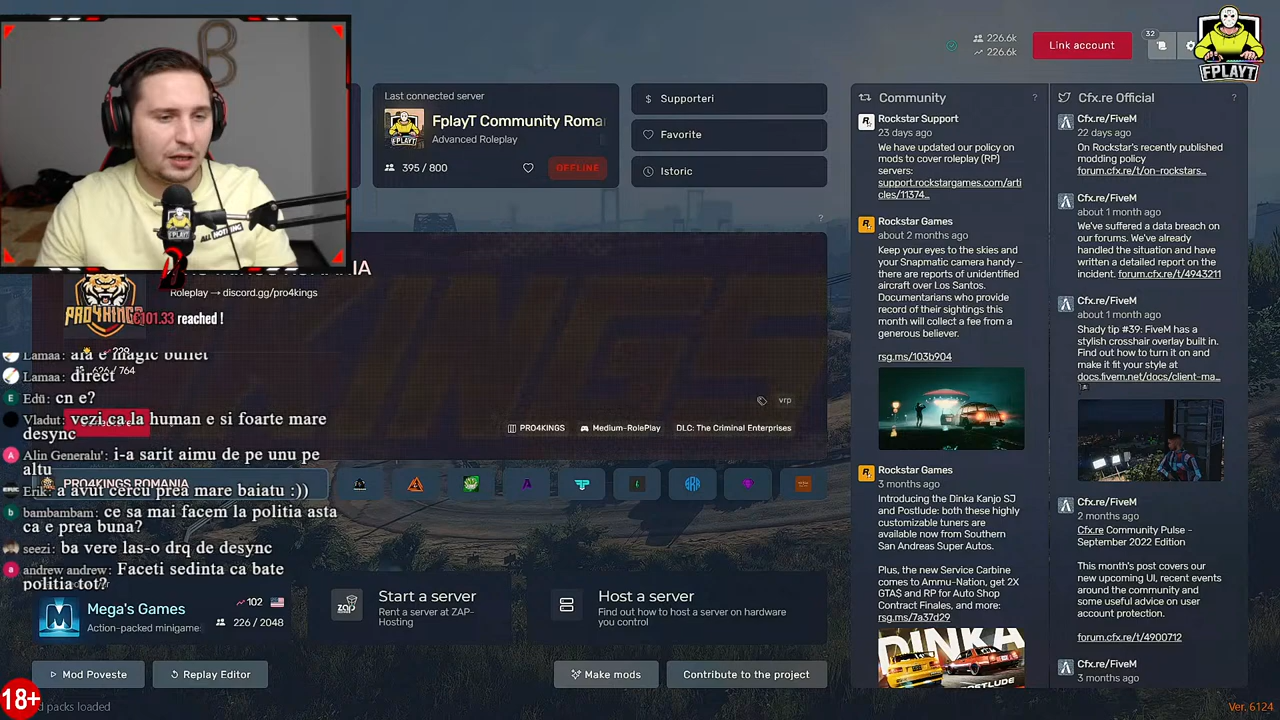 226.6k
226.6k
Link account
32
FPLAYT
Last connected server
FplayT Community Roma
Advanced Roleplay
395 / 800
OFFLINE
$ Supporteri
Favorite
Istoric
?
ALL NOTHING
Roleplay → discord.gg/pro4kings
PRO4KINGS
101.33 reached !
626 / 764
vrp
PRO4KINGS
Medium-RolePlay
DLC: The Criminal Enterprises
Lamaa: ala e magic bullet
Lamaa: direct
Edü: cn e?
Vladut: vezi ca la human e si foarte mare
desync
Alin Generalu': i-a sarit aimu de pe unu pe
altu
PRO4KINGS ROMANIA
Erik: a avut cercu prea mare baiatu :))
bambambam: ce sa mai facem la politia asta
ca e prea buna?
seezi: ba vere las-o drq de desync
andrew andrew: Faceti sedinta ca bate
politia tot?
Mega's Games
Action-packed minigame
102
226 / 2048
ZAP
Start a server
Rent a server at ZAP-
Hosting
Host a server
Find out how to host a server on hardware
you control
Mod Poveste
Replay Editor
Make mods
Contribute to the project
18+
packs loaded
Community
?
Rockstar Support
23 days ago
We have updated our policy on
mods to cover roleplay (RP)
servers:
support.rockstargames.com/arti
cles/11374…
Rockstar Games
about 2 months ago
Keep your eyes to the skies and
your Snapmatic camera handy –
there are reports of unidentified
aircraft over Los Santos.
Documentarians who provide
record of their sightings this
month will collect a fee from a
generous believer.
rsg.ms/103b904
Rockstar Games
3 months ago
Introducing the Dinka Kanjo SJ
and Postlude: both these highly
customizable tuners are
available now from Southern
San Andreas Super Autos.
Plus, the new Service Carbine
comes to Ammu-Nation, get 2X
GTA$ and RP for Auto Shop
Contract Finales, and more:
rsg.ms/7a37d29
DINKA
POSTLUDE
Cfx.re Official
?
Cfx.re/FiveM
22 days ago
On Rockstar's recently published
modding policy
forum.cfx.re/t/on-rockstars…
Cfx.re/FiveM
about 1 month ago
We've suffered a data breach on
our forums. We've already
handled the situation and have
written a detailed report on the
incident. forum.cfx.re/t/4943211
Cfx.re/FiveM
about 1 month ago
Shady tip #39: FiveM has a
stylish crosshair overlay built in.
Find out how to turn it on and
make it fit your style at
docs.fivem.net/docs/client-ma…
Cfx.re/FiveM
2 months ago
Cfx.re Community Pulse –
September 2022 Edition
This month's post covers our
new upcoming UI, recent events
around the community and
some useful advice on user
account protection.
forum.cfx.re/t/4900712
Cfx.re/FiveM
3 months ago
Ver. 6124